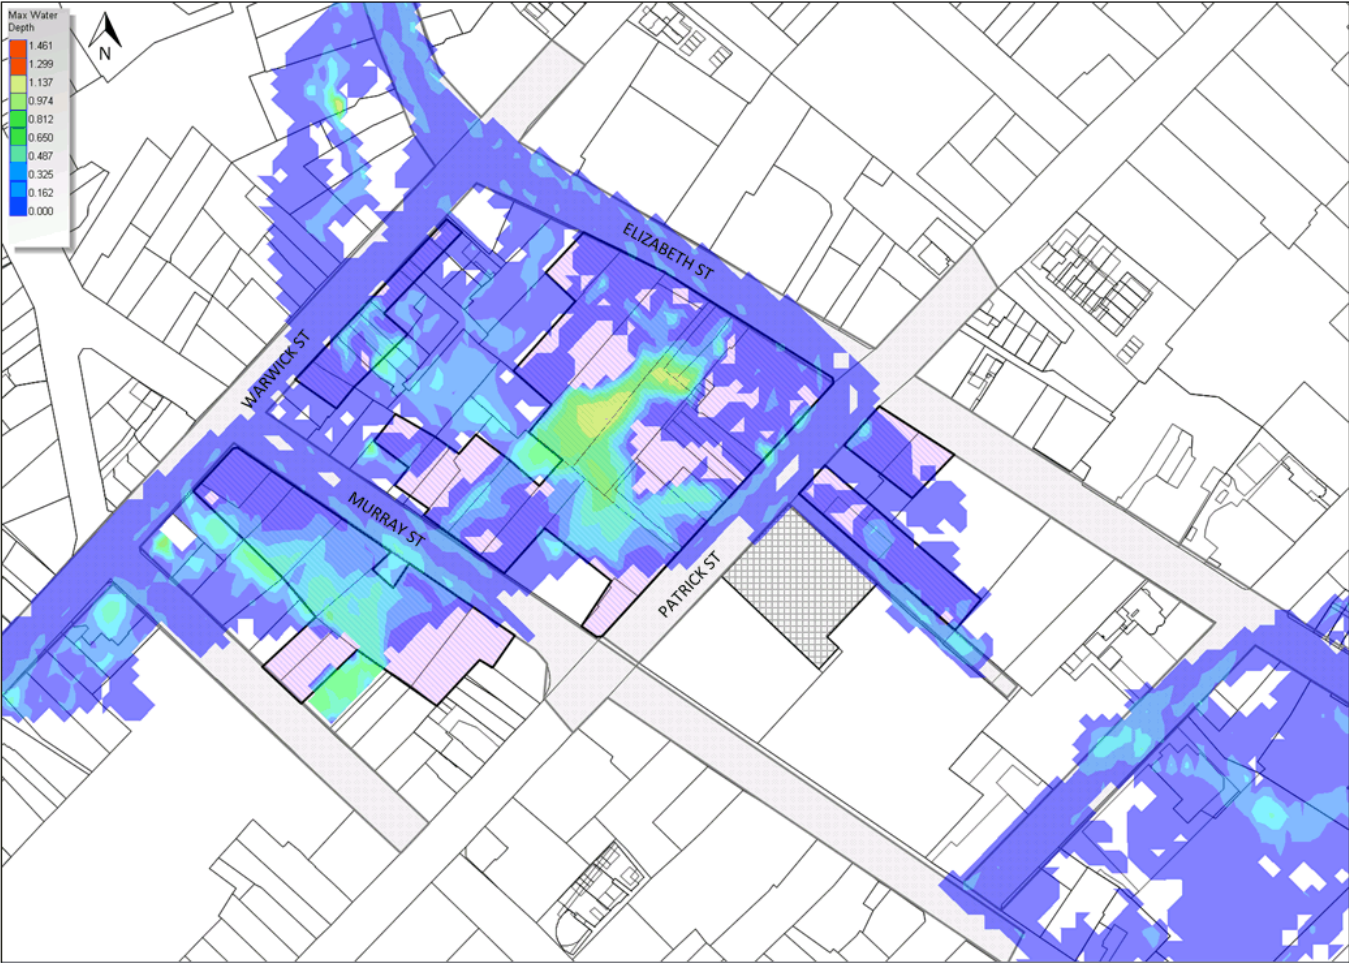 Max Water
Depth
1.461
1.299
1.137
0.974
0.812
0.650
0.487
0.325
0.162
0.000
N
ELIZABETH ST
WARWICK ST
MURRAY ST
PATRICK ST